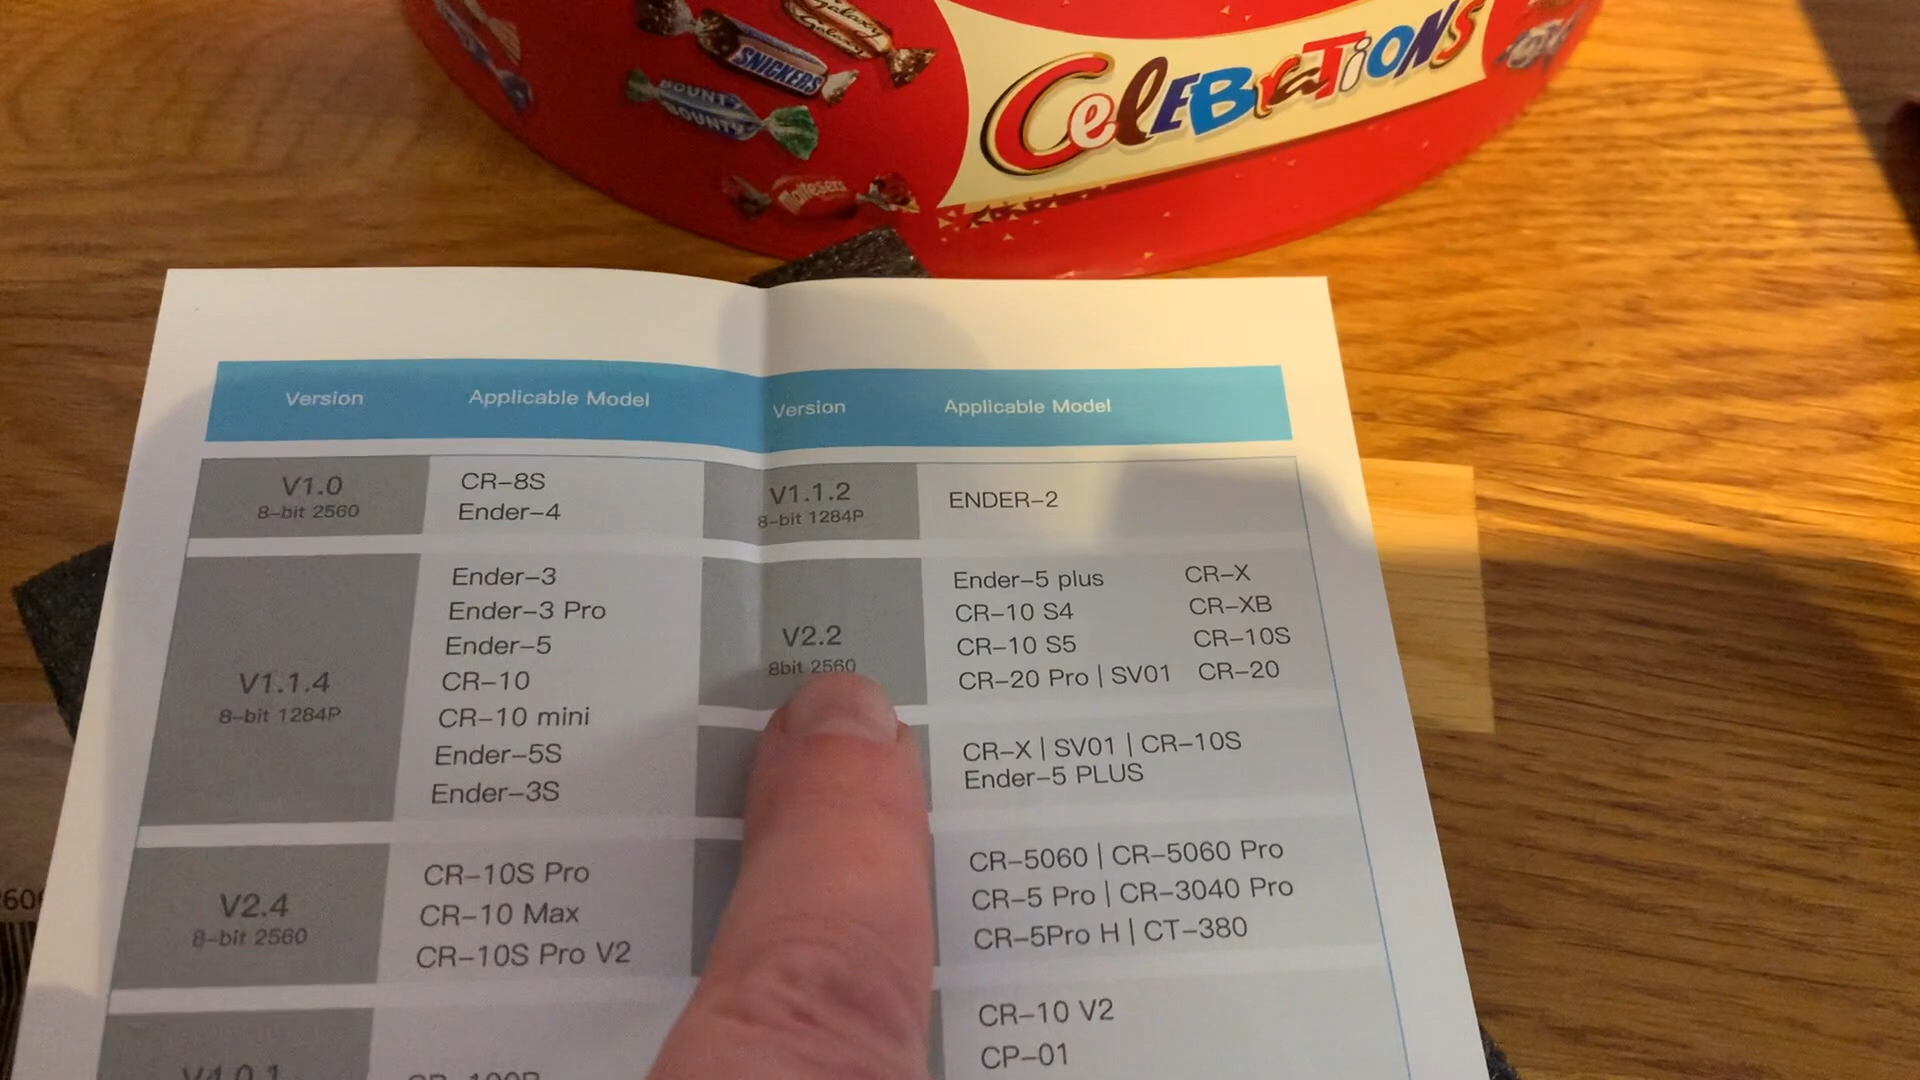 Galaxy
Galaxy
SNICKERS
BOUNTY
BOUNTY
Maltesers
CELEBRATIONS
Version Applicable Model Version Applicable Model
V1.0
8-bit 2560
CR-8S
Ender-4
V1.1.2
8-bit 1284P
ENDER-2
V1.1.4
8-bit 1284P
Ender-3
Ender-3 Pro
Ender-5
CR-10
CR-10 mini
Ender-5S
Ender-3S
V2.2
8bit 2560
Ender-5 plus CR-X
CR-10 S4 CR-XB
CR-10 S5 CR-10S
CR-20 Pro | SV01 CR-20
CR-X | SV01 | CR-10S
Ender-5 PLUS
V2.4
8-bit 2560
CR-10S Pro
CR-10 Max
CR-10S Pro V2
CR-5060 | CR-5060 Pro
CR-5 Pro | CR-3040 Pro
CR-5Pro H | CT-380
V4.0.1
CR-10 V2
CP-01